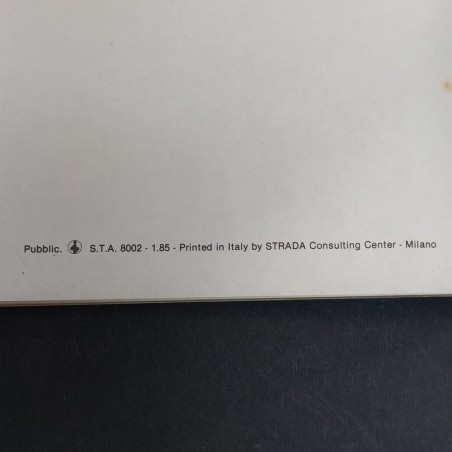 Pubblic. S.T.A. 8002 - 1.85 - Printed in Italy by STRADA Consulting Center - Milano